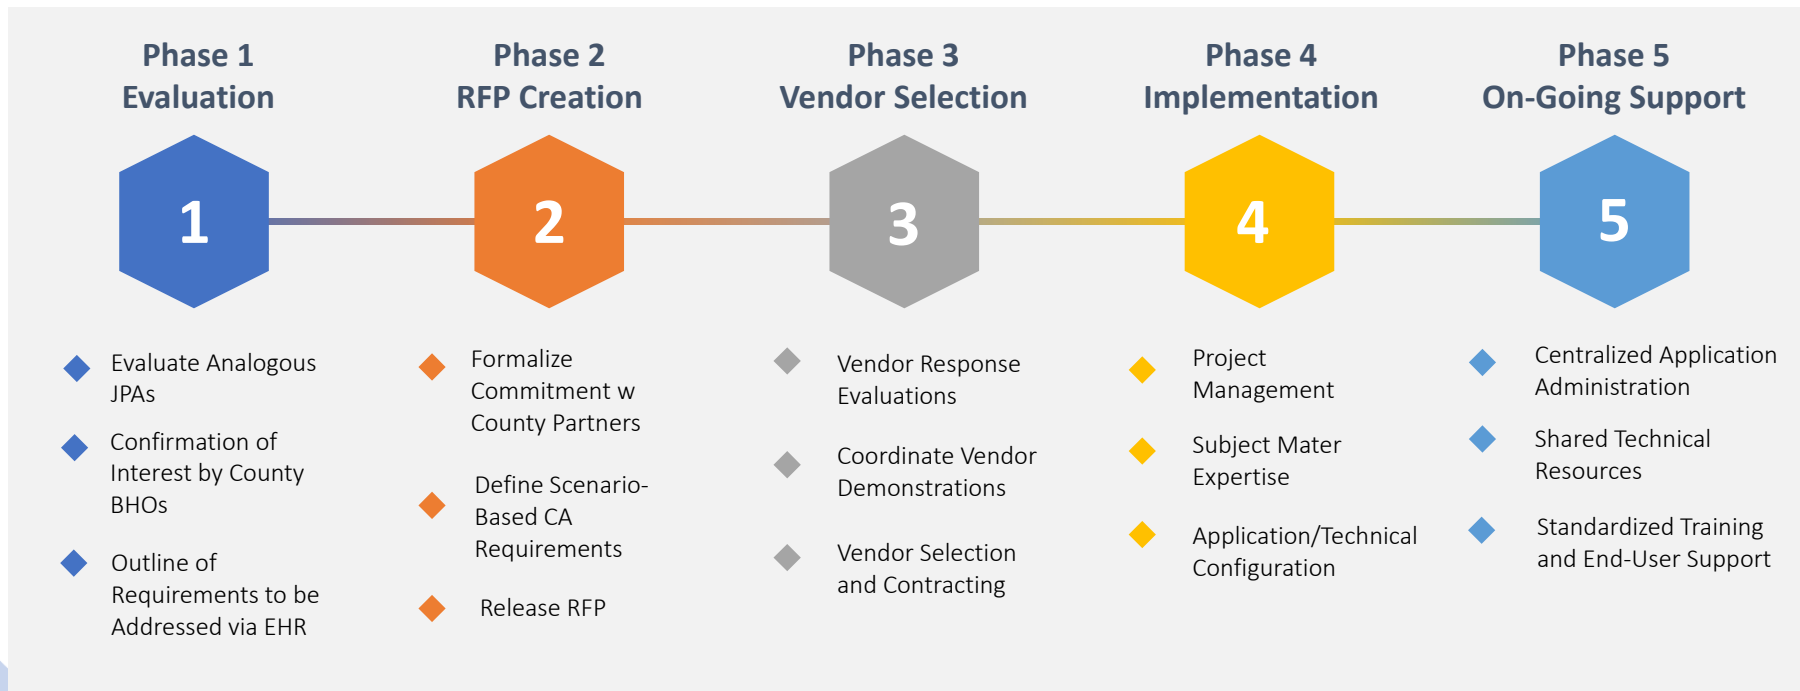 Phase 1
Evaluation
1
Evaluate Analogous
JPAs
Confirmation of
Interest by County
BHOs
Outline of
Requirements to be
Addressed via EHR
Phase 2
RFP Creation
2
Formalize
Commitment w
County Partners
Define Scenario-
Based CA
Requirements
Release RFP
Phase 3
Vendor Selection
3
Vendor Response
Evaluations
Coordinate Vendor
Demonstrations
Vendor Selection
and Contracting
Phase 4
Implementation
4
Project
Management
Subject Mater
Expertise
Application/Technical
Configuration
Phase 5
On-Going Support
5
Centralized Application
Administration
Shared Technical
Resources
Standardized Training
and End-User Support